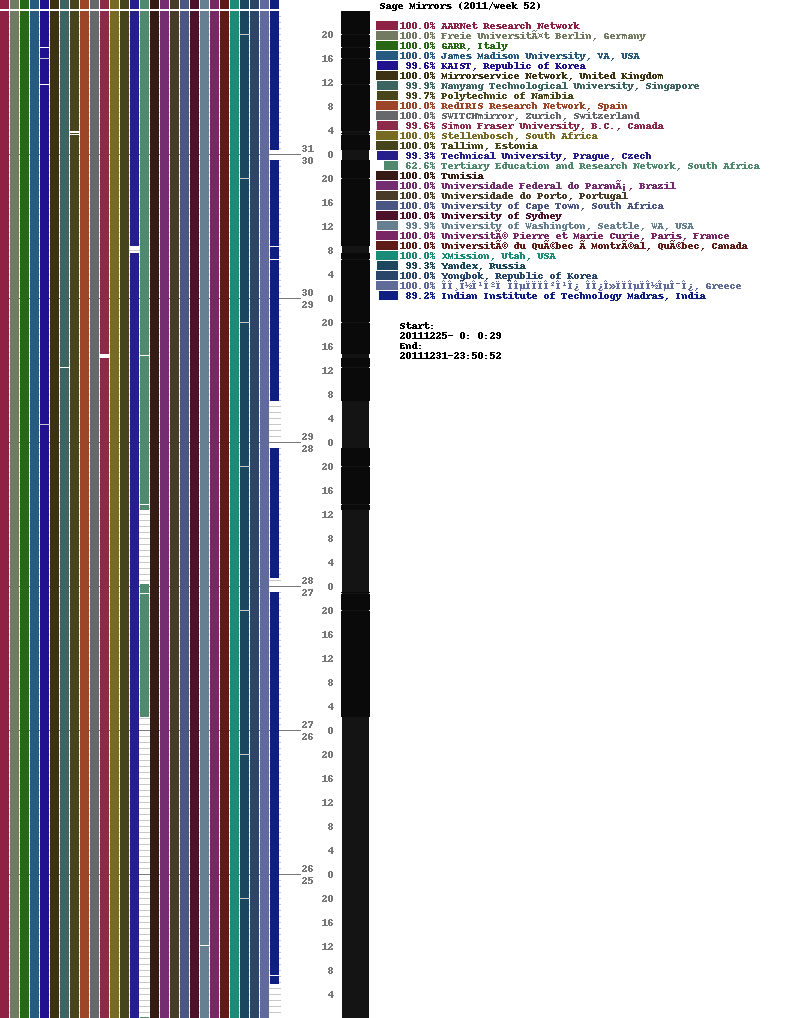 Sage Mirrors (2011/week 52)
100.0% AARNet Research Network
100.0% Freie UniversitÃ¤t Berlin, Germany
100.0% GARR, Italy
100.0% James Madison University, VA, USA
99.6% KAIST, Republic of Korea
100.0% Mirrorservice Network, United Kingdom
99.9% Nanyang Technological University, Singapore
99.7% Polytechnic of Namibia
100.0% RedIRIS Research Network, Spain
100.0% SWITCHmirror, Zurich, Switzerland
99.6% Simon Fraser University, B.C., Canada
100.0% Stellenbosch, South Africa
100.0% Tallinn, Estonia
99.3% Technical University, Prague, Czech
62.6% Tertiary Education and Research Network, South Africa
100.0% Tunisia
100.0% Universidade Federal do ParanÃ¡, Brazil
100.0% Universidade do Porto, Portugal
100.0% University of Cape Town, South Africa
100.0% University of Sydney
99.9% University of Washington, Seattle, WA, USA
100.0% UniversitÃ© Pierre et Marie Curie, Paris, France
100.0% UniversitÃ© du QuÃ©bec Ã MontrÃ©al, QuÃ©bec, Canada
100.0% XMission, Utah, USA
99.3% Yandex, Russia
100.0% Yongbok, Republic of Korea
100.0% Greece
89.2% Indian Institute of Technology Madras, India
Start:
20111225- 0: 0:29
End:
20111231-23:50:52
20
16
12
8
4
31
0
30
20
16
12
8
4
30
0
29
20
16
12
8
4
29
0
28
20
16
12
8
4
28
0
27
20
16
12
8
4
27
0
26
20
16
12
8
4
26
0
25
20
16
12
8
4